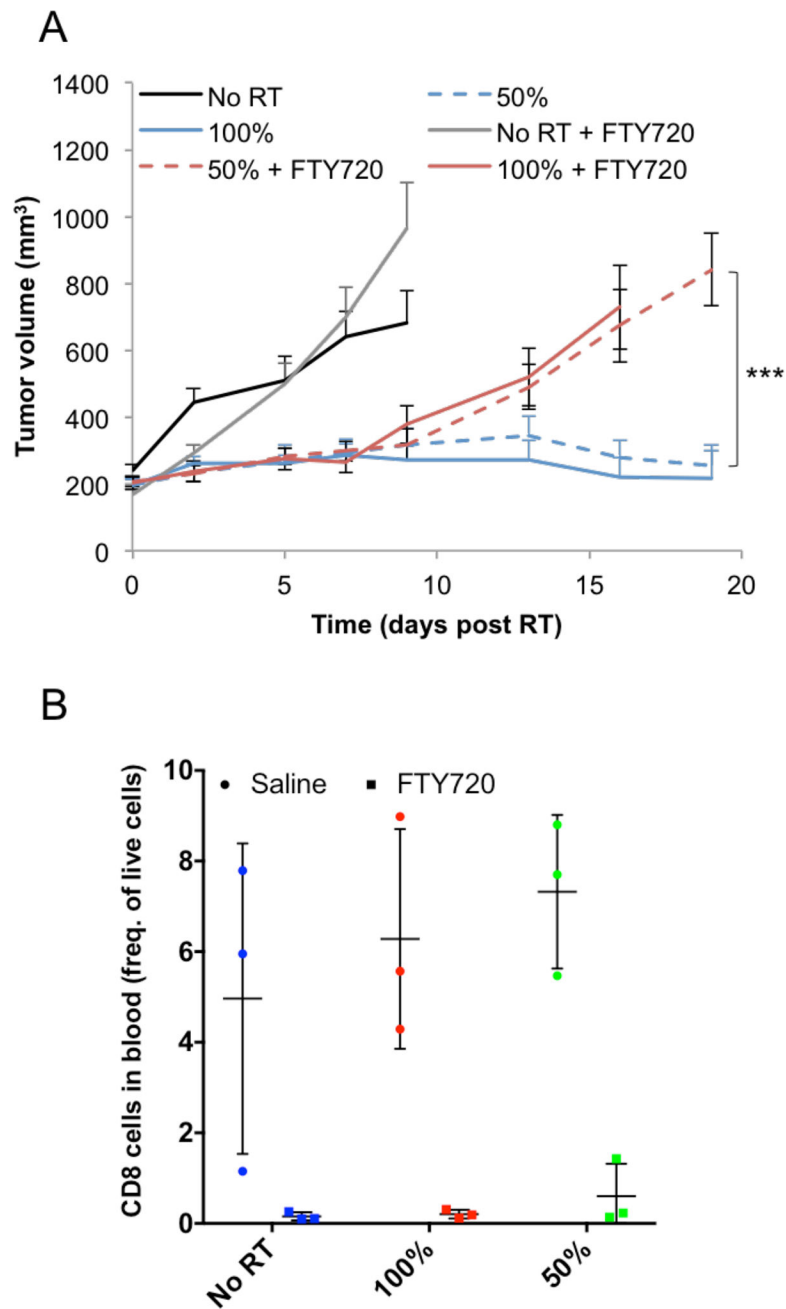 A
1400
1200
1000
800
600
400
200
0
Tumor volume (mm³)
No RT
50%
100%
No RT + FTY720
50% + FTY720
100% + FTY720
***
0 5 10 15 20
Time (days post RT)
B
CD8 cells in blood (freq. of live cells)
10
8
6
4
2
0
Saline FTY720
No RT 100% 50%